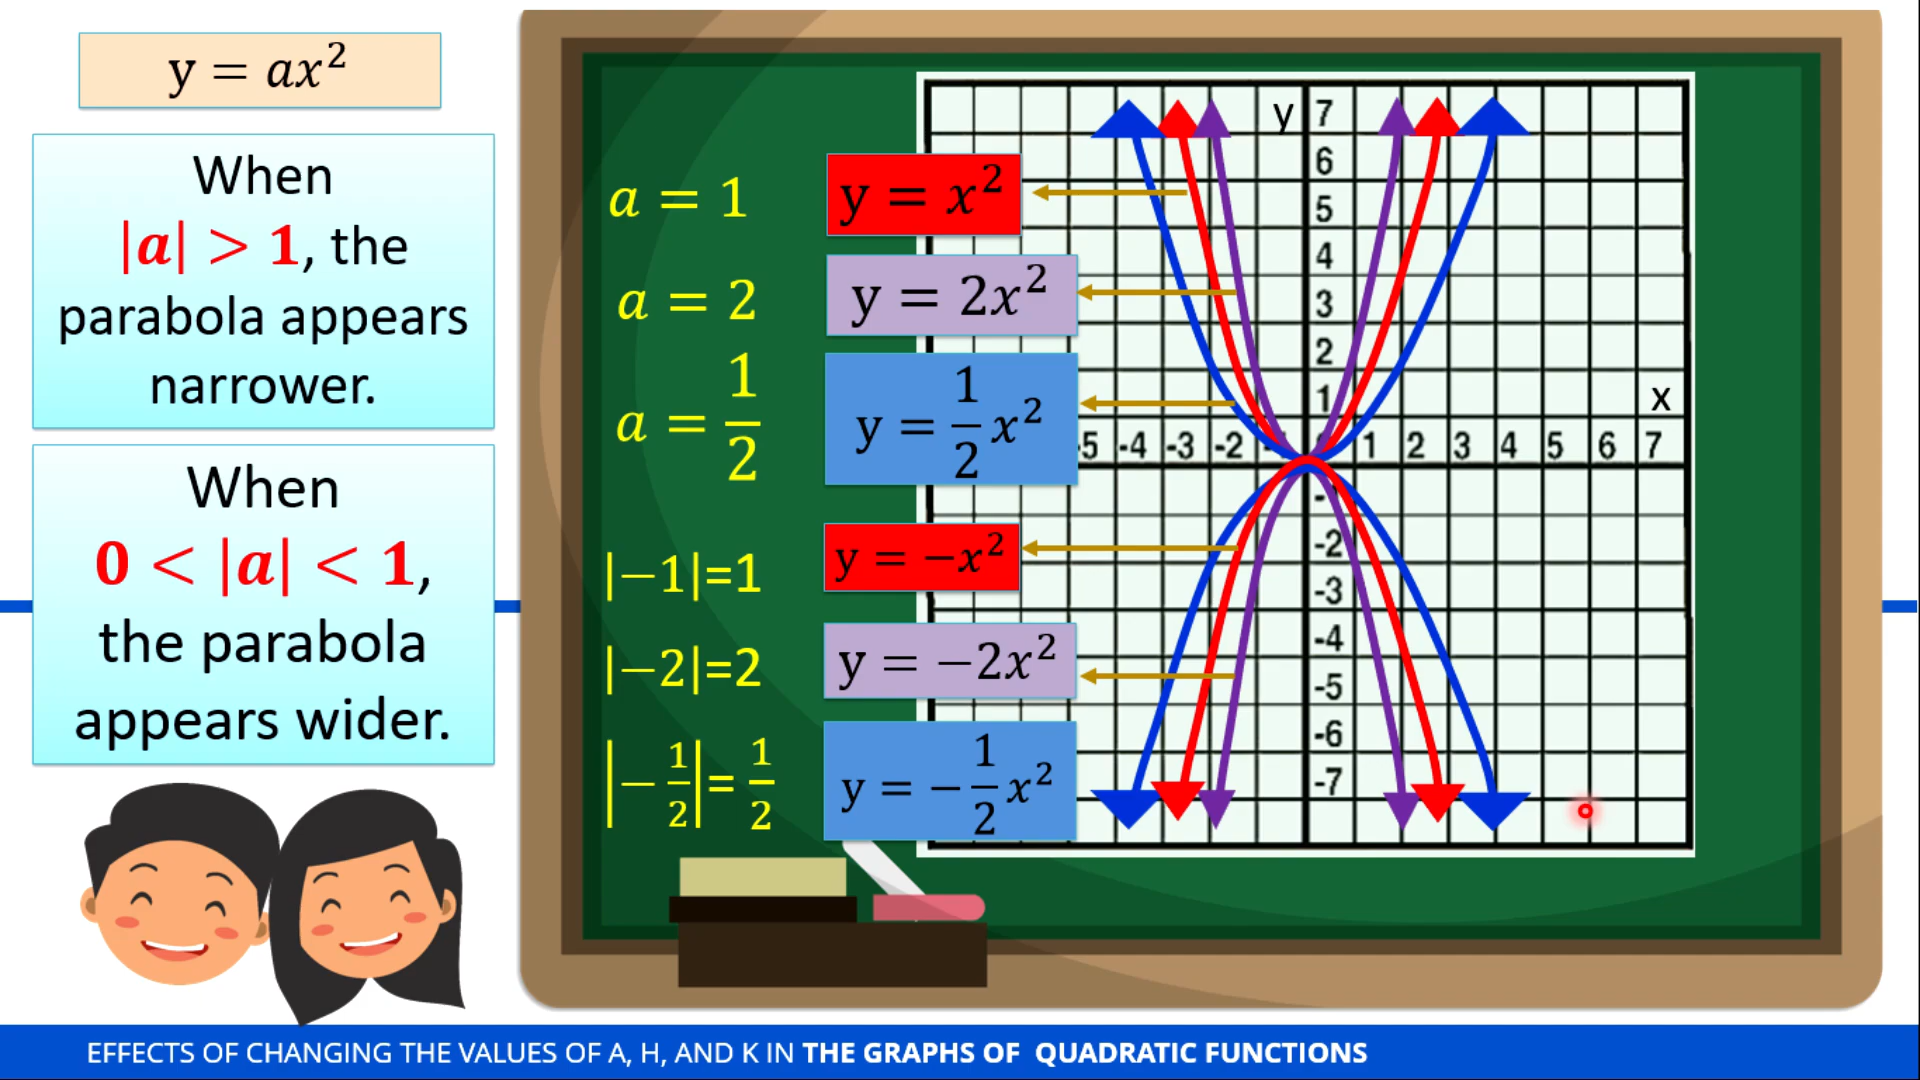 y = ax²
When
|a| > 1, the
parabola appears
narrower.
When
0 < |a| < 1,
the parabola
appears wider.
a = 1
y = x²
a = 2
y = 2x²
a = 1/2
y = 1/2 x²
|−1|=1
y = −x²
|−2|=2
y = −2x²
|− 1/2|= 1/2
y = − 1/2 x²
y
7
6
5
4
3
2
1
x
-5 -4 -3 -2 1 2 3 4 5 6 7
-2
-3
-4
-5
-6
-7
EFFECTS OF CHANGING THE VALUES OF A, H, AND K IN THE GRAPHS OF QUADRATIC FUNCTIONS